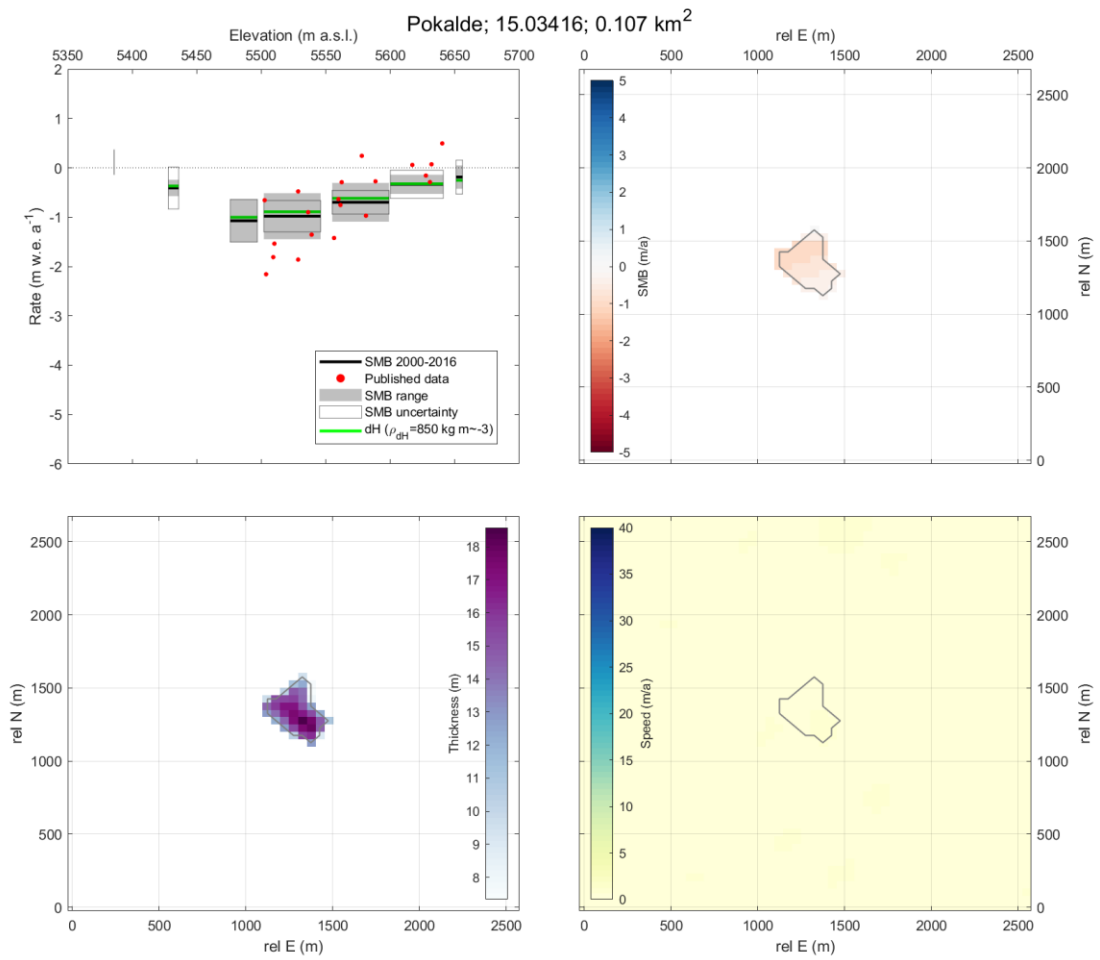 Pokalde; 15.03416; 0.107 km²
Elevation (m a.s.l.)
5350 5400 5450 5500 5550 5600 5650 5700
Rate (m w.e. a⁻¹)
2
1
0
-1
-2
-3
-4
-5
-6
SMB 2000-2016
Published data
SMB range
SMB uncertainty
dH (ρ_dH=850 kg m~-3)
rel E (m)
0 500 1000 1500 2000 2500
SMB (m/a)
5
4
3
2
1
0
-1
-2
-3
-4
-5
2500
2000
1500
1000
500
0
rel N (m)
rel N (m)
2500
2000
1500
1000
500
0
Thickness (m)
18
17
16
15
14
13
12
11
10
9
8
0 500 1000 1500 2000 2500
rel E (m)
Speed (m/a)
40
35
30
25
20
15
10
5
0
2500
2000
1500
1000
500
0
rel N (m)
0 500 1000 1500 2000 2500
rel E (m)